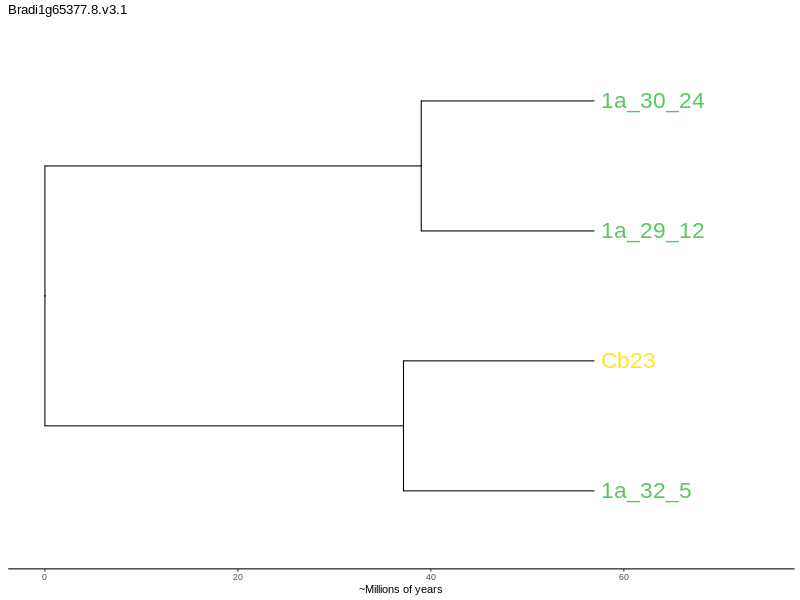 Bradi1g65377.8.v3.1
1a_30_24
1a_29_12
Cb23
1a_32_5
0 20 40 60
~Millions of years